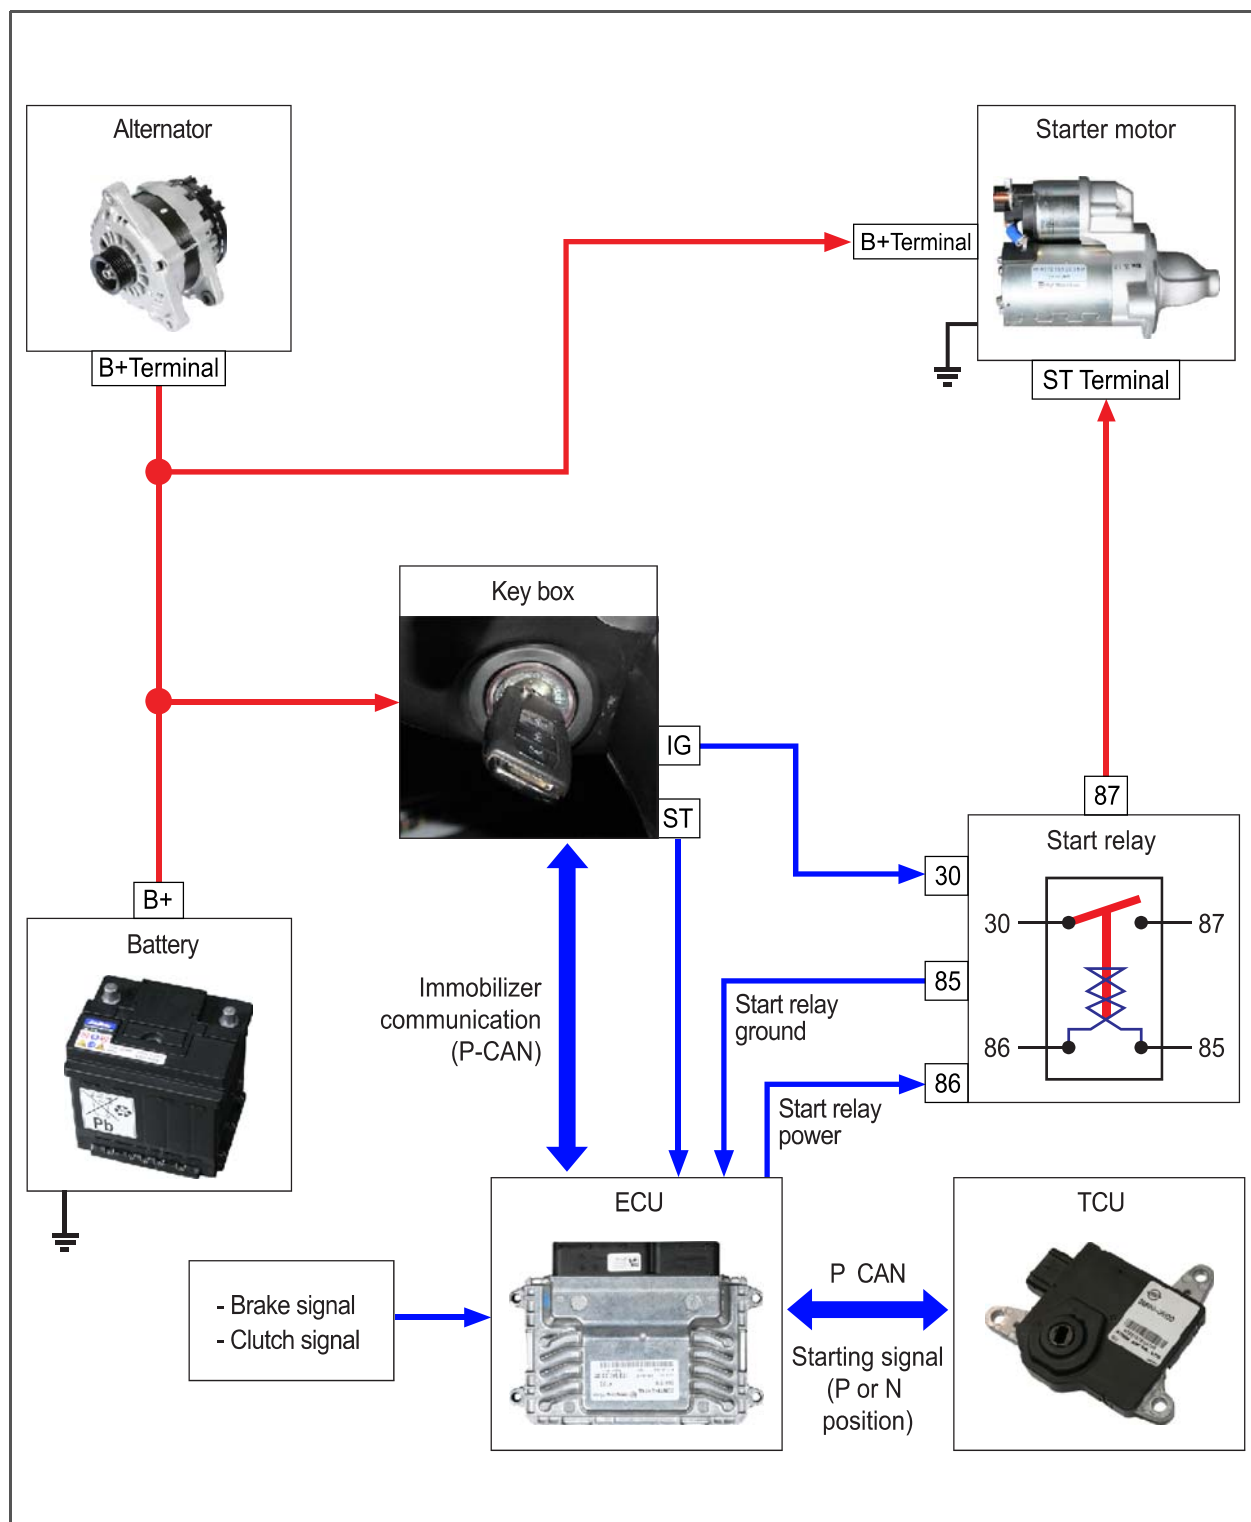 Alternator
Starter motor
B+Terminal
B+Terminal
ST Terminal
Key box
IG
ST
87
Start relay
30
30
87
B+
Battery
Pb
Immobilizer
communication
(P-CAN)
85
Start relay
ground
86
85
86
Start relay
power
ECU
TCU
- Brake signal
- Clutch signal
P CAN
Starting signal
(P or N
position)